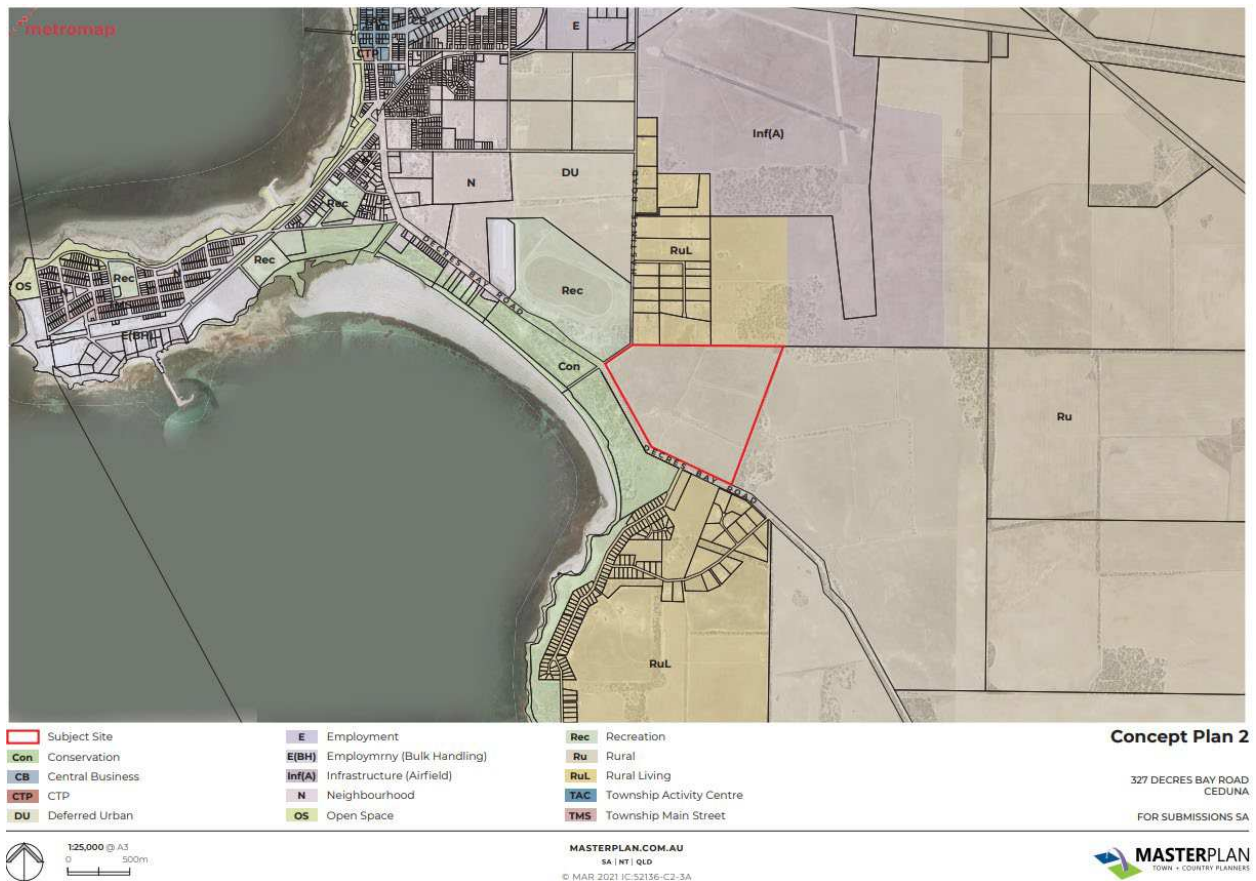 metromap
CB
CTP
E
Inf(A)
N
DU
HASTINGS ROAD
Rec
RuL
DECRES BAY ROAD
Rec
Rec
N
OS
Rec
E(BH)
Con
Ru
DECRES BAY ROAD
RuL
Subject Site
Con Conservation
CB Central Business
CTP CTP
DU Deferred Urban
E Employment
E(BH) Employmrny (Bulk Handling)
Inf(A) Infrastructure (Airfield)
N Neighbourhood
OS Open Space
Rec Recreation
Ru Rural
RuL Rural Living
TAC Township Activity Centre
TMS Township Main Street
Concept Plan 2
327 DECRES BAY ROAD
CEDUNA
FOR SUBMISSIONS SA
1:25,000 @ A3
0 500m
MASTERPLAN.COM.AU
SA | NT | QLD
© MAR 2021 IC:52136-C2-3A
MASTERPLAN
TOWN + COUNTRY PLANNERS